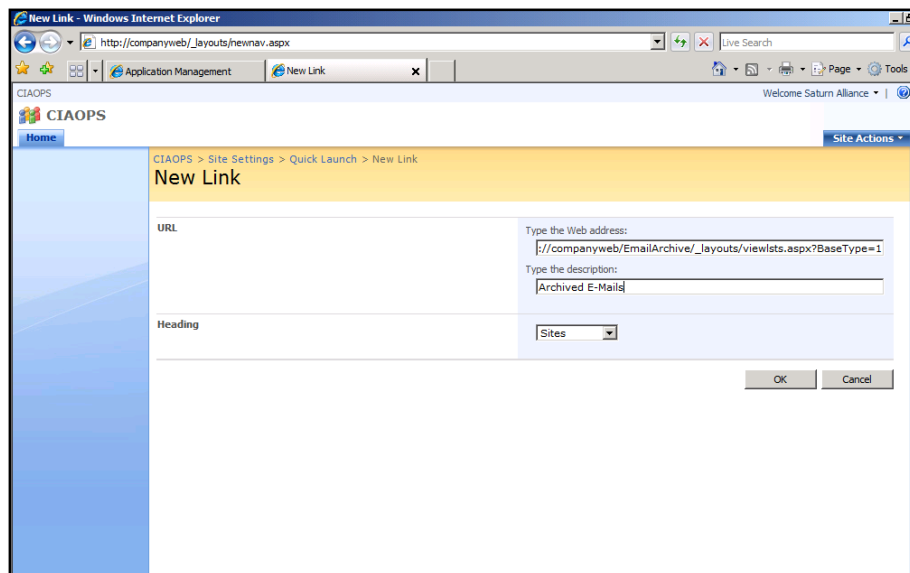 New Link - Windows Internet Explorer
http://companyweb/_layouts/newnav.aspx
Live Search
Application Management
New Link
Page
Tools
CIAOPS
Welcome Saturn Alliance
CIAOPS
Home
Site Actions
CIAOPS > Site Settings > Quick Launch > New Link
New Link
URL
Type the Web address:
://companyweb/EmailArchive/_layouts/viewlsts.aspx?BaseType=1
Type the description:
Archived E-Mails
Heading
Sites
OK
Cancel